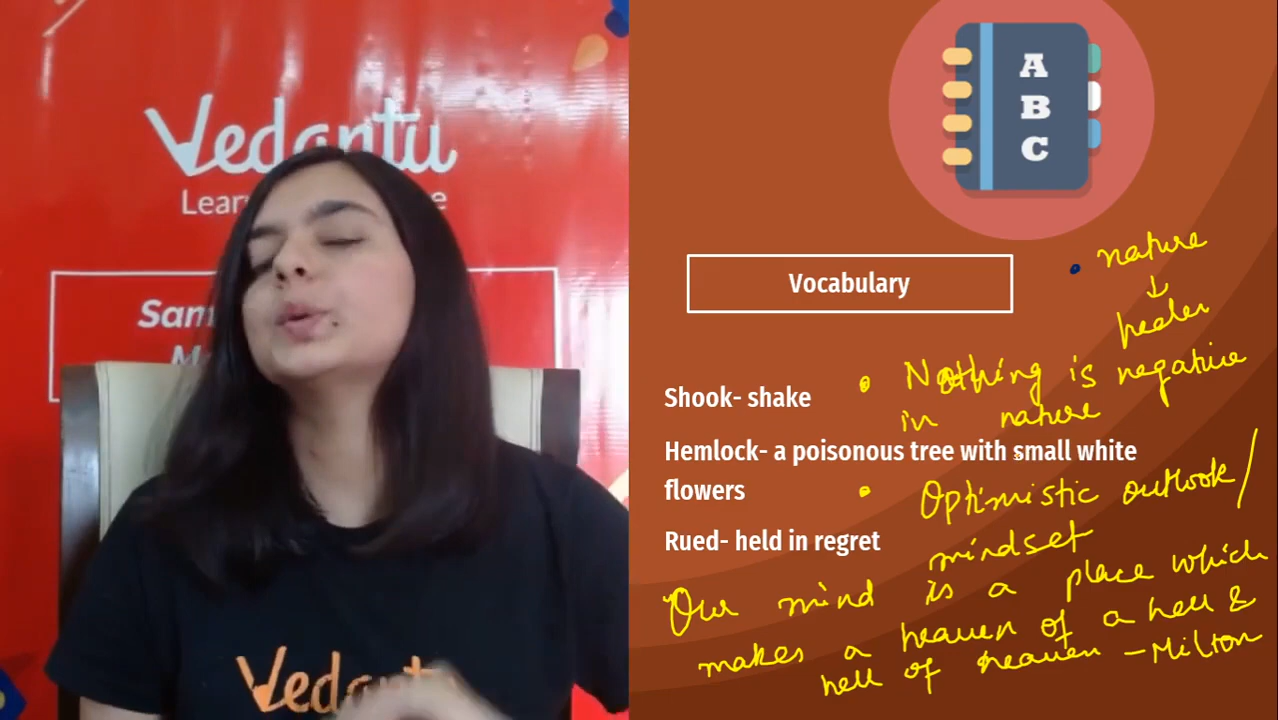 Vedantu
Lear
e
Sam
M
Vedantu
A
B
C
Vocabulary
• nature
↓
healer
Shook- shake
• Nothing is negative
in nature
Hemlock- a poisonous tree with small white
flowers
• Optimistic outlook/
mindset
Rued- held in regret
"Our mind is a place which
makes a heaven of a hell &
hell of heaven - Milton